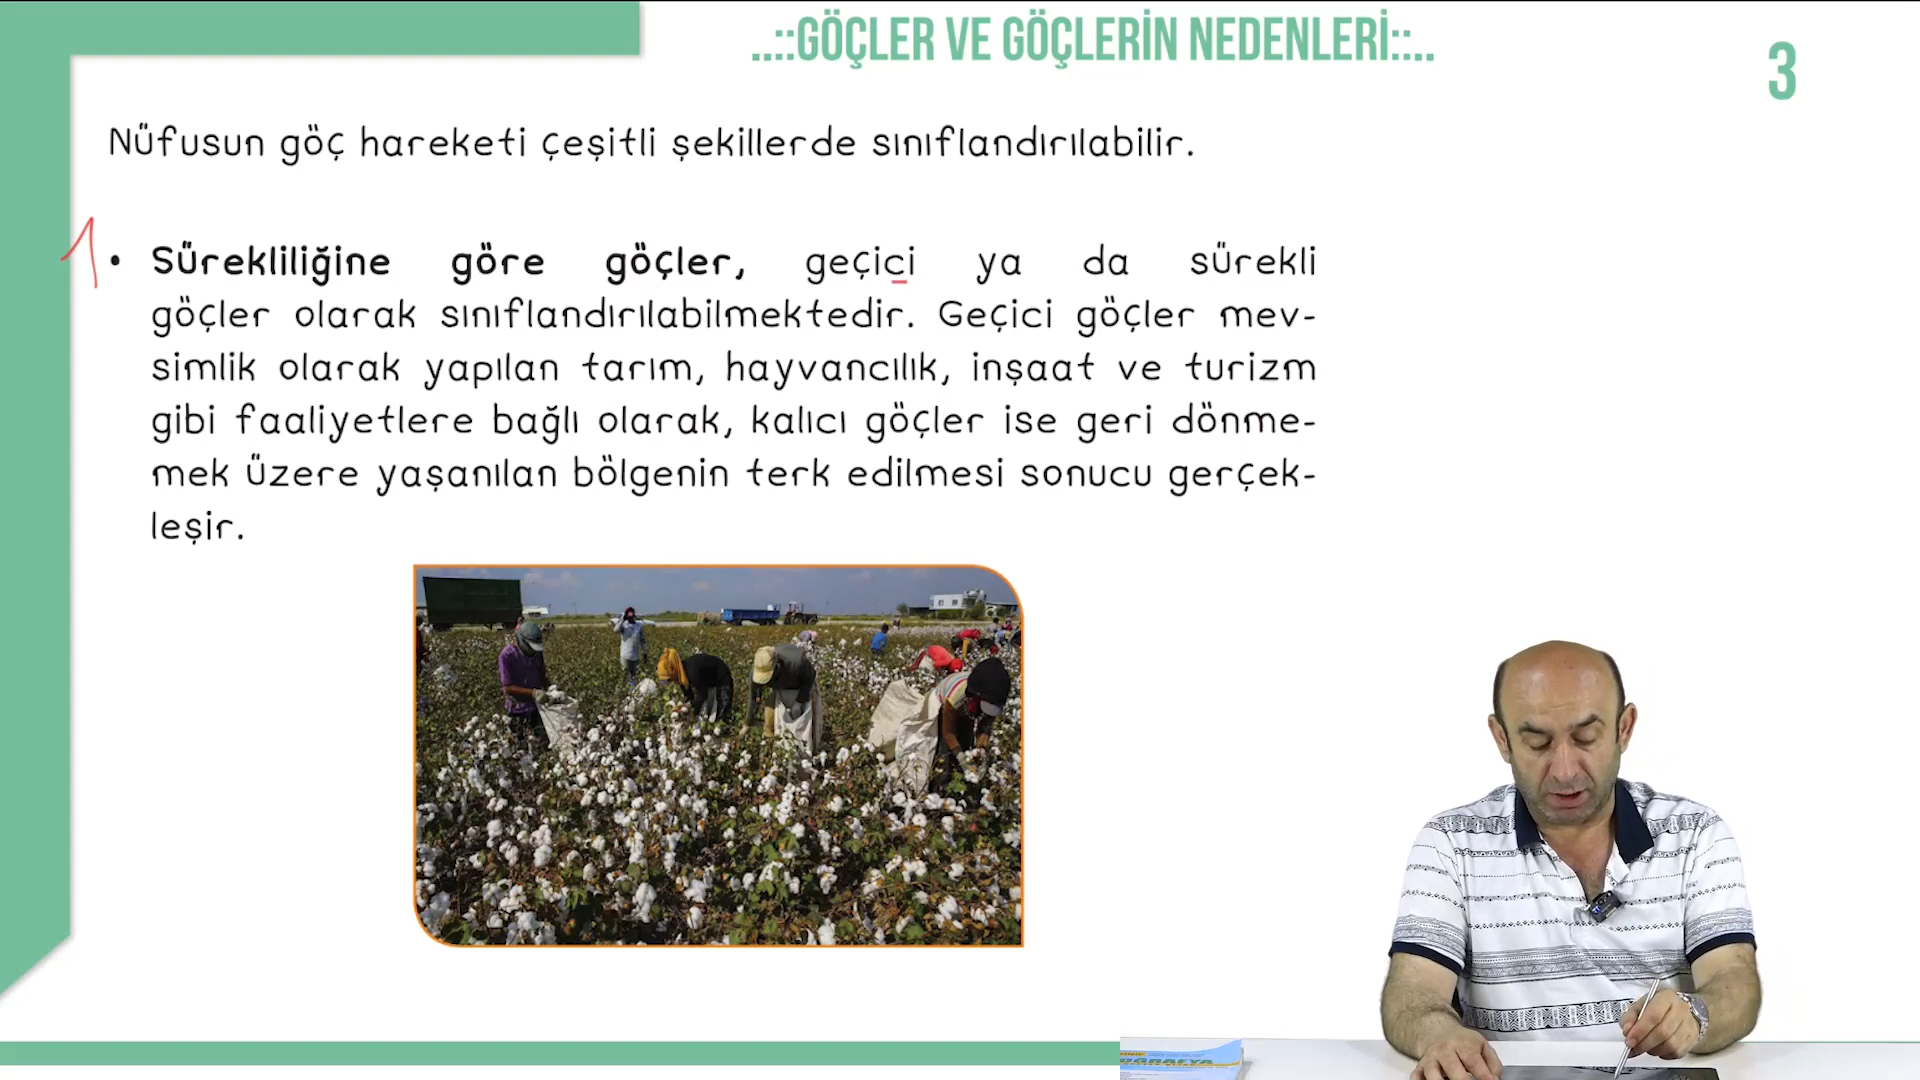 ..::GÖÇLER VE GÖÇLERİN NEDENLERİ::..
3
Nüfusun göç hareketi çeşitli şekillerde sınıflandırılabilir.
1
• Sürekliliğine göre göçler, geçici ya da sürekli
göçler olarak sınıflandırılabilmektedir. Geçici göçler mev-
simlik olarak yapılan tarım, hayvancılık, inşaat ve turizm
gibi faaliyetlere bağlı olarak, kalıcı göçler ise geri dönme-
mek üzere yaşanılan bölgenin terk edilmesi sonucu gerçek-
leşir.